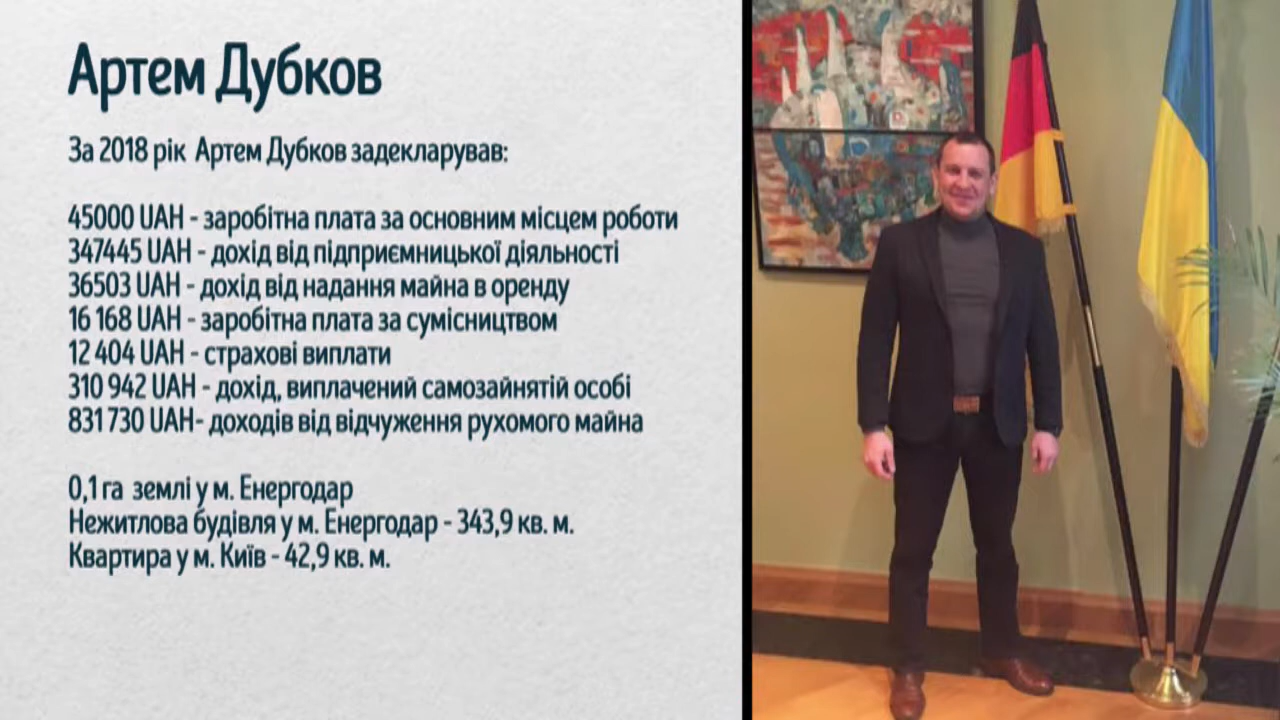 Артем Дубков
За 2018 рік Артем Дубков задекларував:
45000 UAH - заробітна плата за основним місцем роботи
347445 UAH - дохід від підприємницької діяльності
36503 UAH - дохід від надання майна в оренду
16 168 UAH - заробітна плата за сумісництвом
12 404 UAH - страхові виплати
310 942 UAH - дохід, виплачений самозайнятій особі
831 730 UAH- доходів від відчуження рухомого майна
0,1 га землі у м. Енергодар
Нежитлова будівля у м. Енергодар - 343,9 кв. м.
Квартира у м. Київ - 42,9 кв. м.